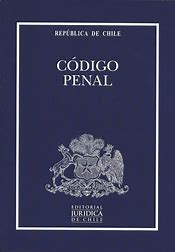 REPÚBLICA DE CHILE
CÓDIGO
PENAL
EDITORIAL
JURIDICA
DE CHILE